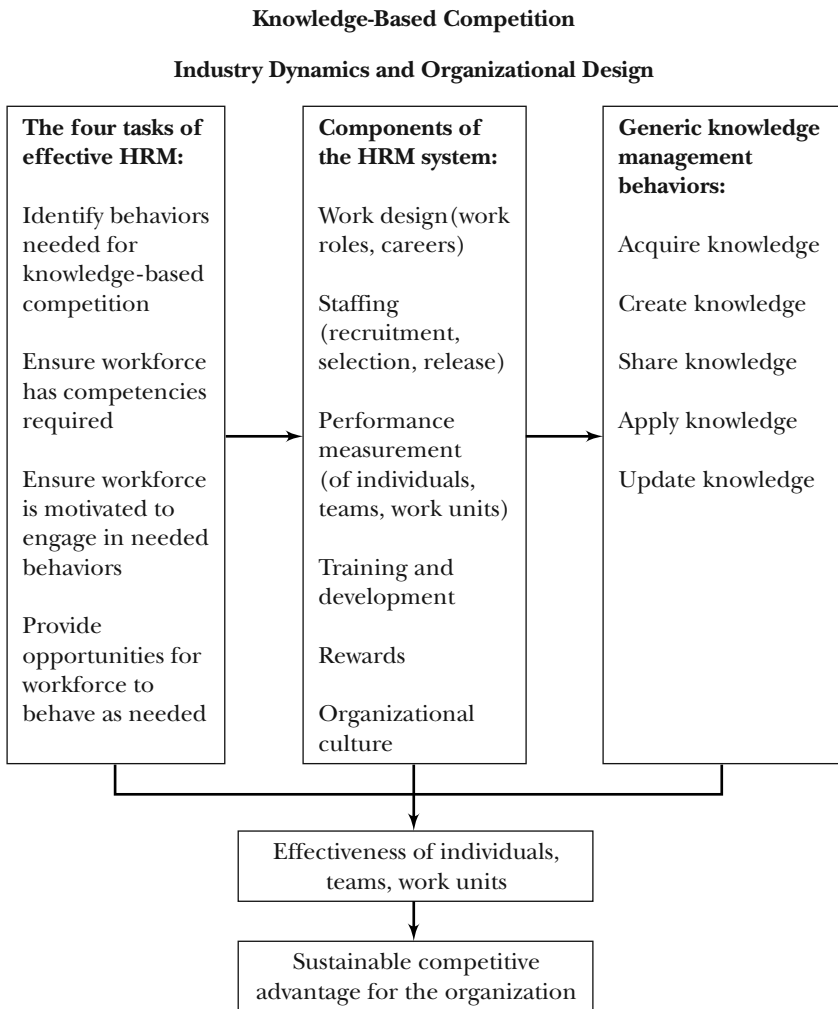 Knowledge-Based Competition
Industry Dynamics and Organizational Design
The four tasks of
effective HRM:
Identify behaviors
needed for
knowledge-based
competition
Ensure workforce
has competencies
required
Ensure workforce
is motivated to
engage in needed
behaviors
Provide
opportunities for
workforce to
behave as needed
Components of
the HRM system:
Work design(work
roles, careers)
Staffing
(recruitment,
selection, release)
Performance
measurement
(of individuals,
teams, work units)
Training and
development
Rewards
Organizational
culture
Generic knowledge
management
behaviors:
Acquire knowledge
Create knowledge
Share knowledge
Apply knowledge
Update knowledge
Effectiveness of individuals,
teams, work units
Sustainable competitive
advantage for the organization